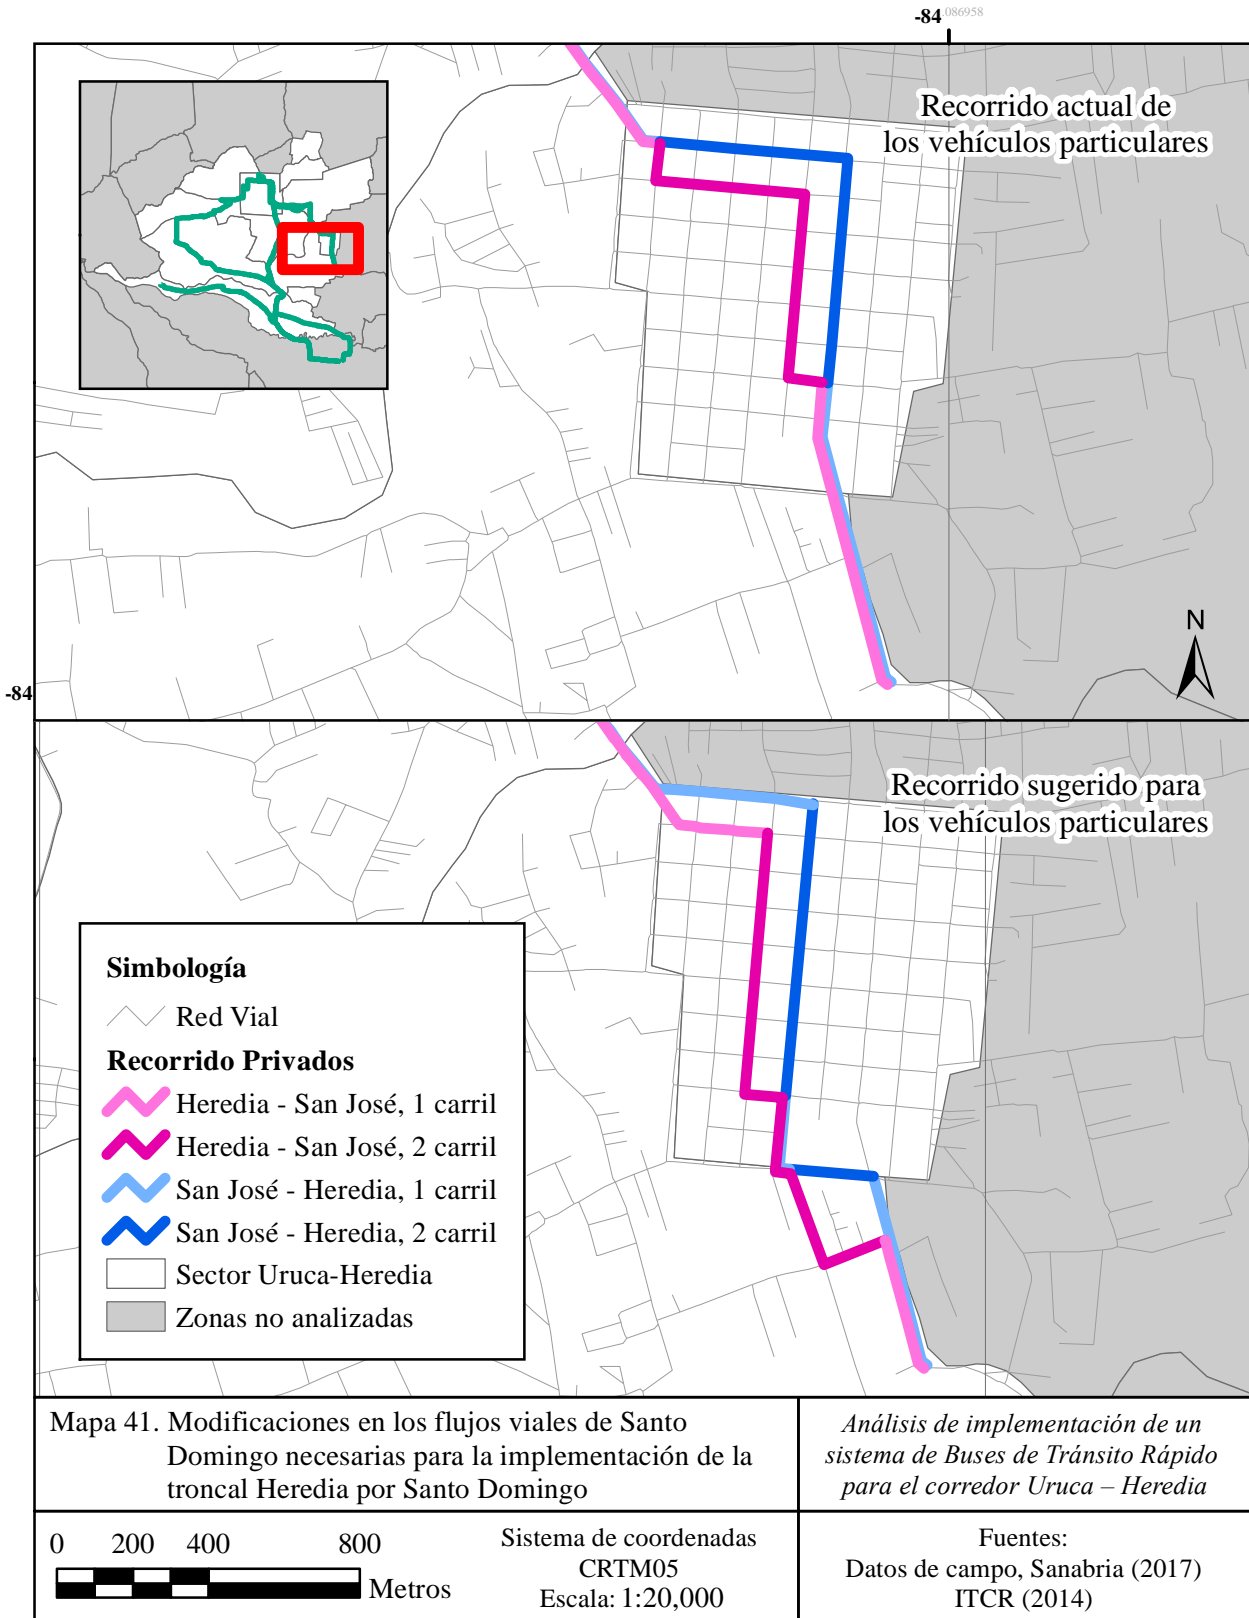 -84.086958
Recorrido actual de
los vehículos particulares
N
-84
Recorrido sugerido para
los vehículos particulares
Simbología
Red Vial
Recorrido Privados
Heredia - San José, 1 carril
Heredia - San José, 2 carril
San José - Heredia, 1 carril
San José - Heredia, 2 carril
Sector Uruca-Heredia
Zonas no analizadas
Mapa 41. Modificaciones en los flujos viales de Santo
Domingo necesarias para la implementación de la
troncal Heredia por Santo Domingo
Análisis de implementación de un
sistema de Buses de Tránsito Rápido
para el corredor Uruca – Heredia
0 200 400 800
Metros
Sistema de coordenadas
CRTM05
Escala: 1:20,000
Fuentes:
Datos de campo, Sanabria (2017)
ITCR (2014)